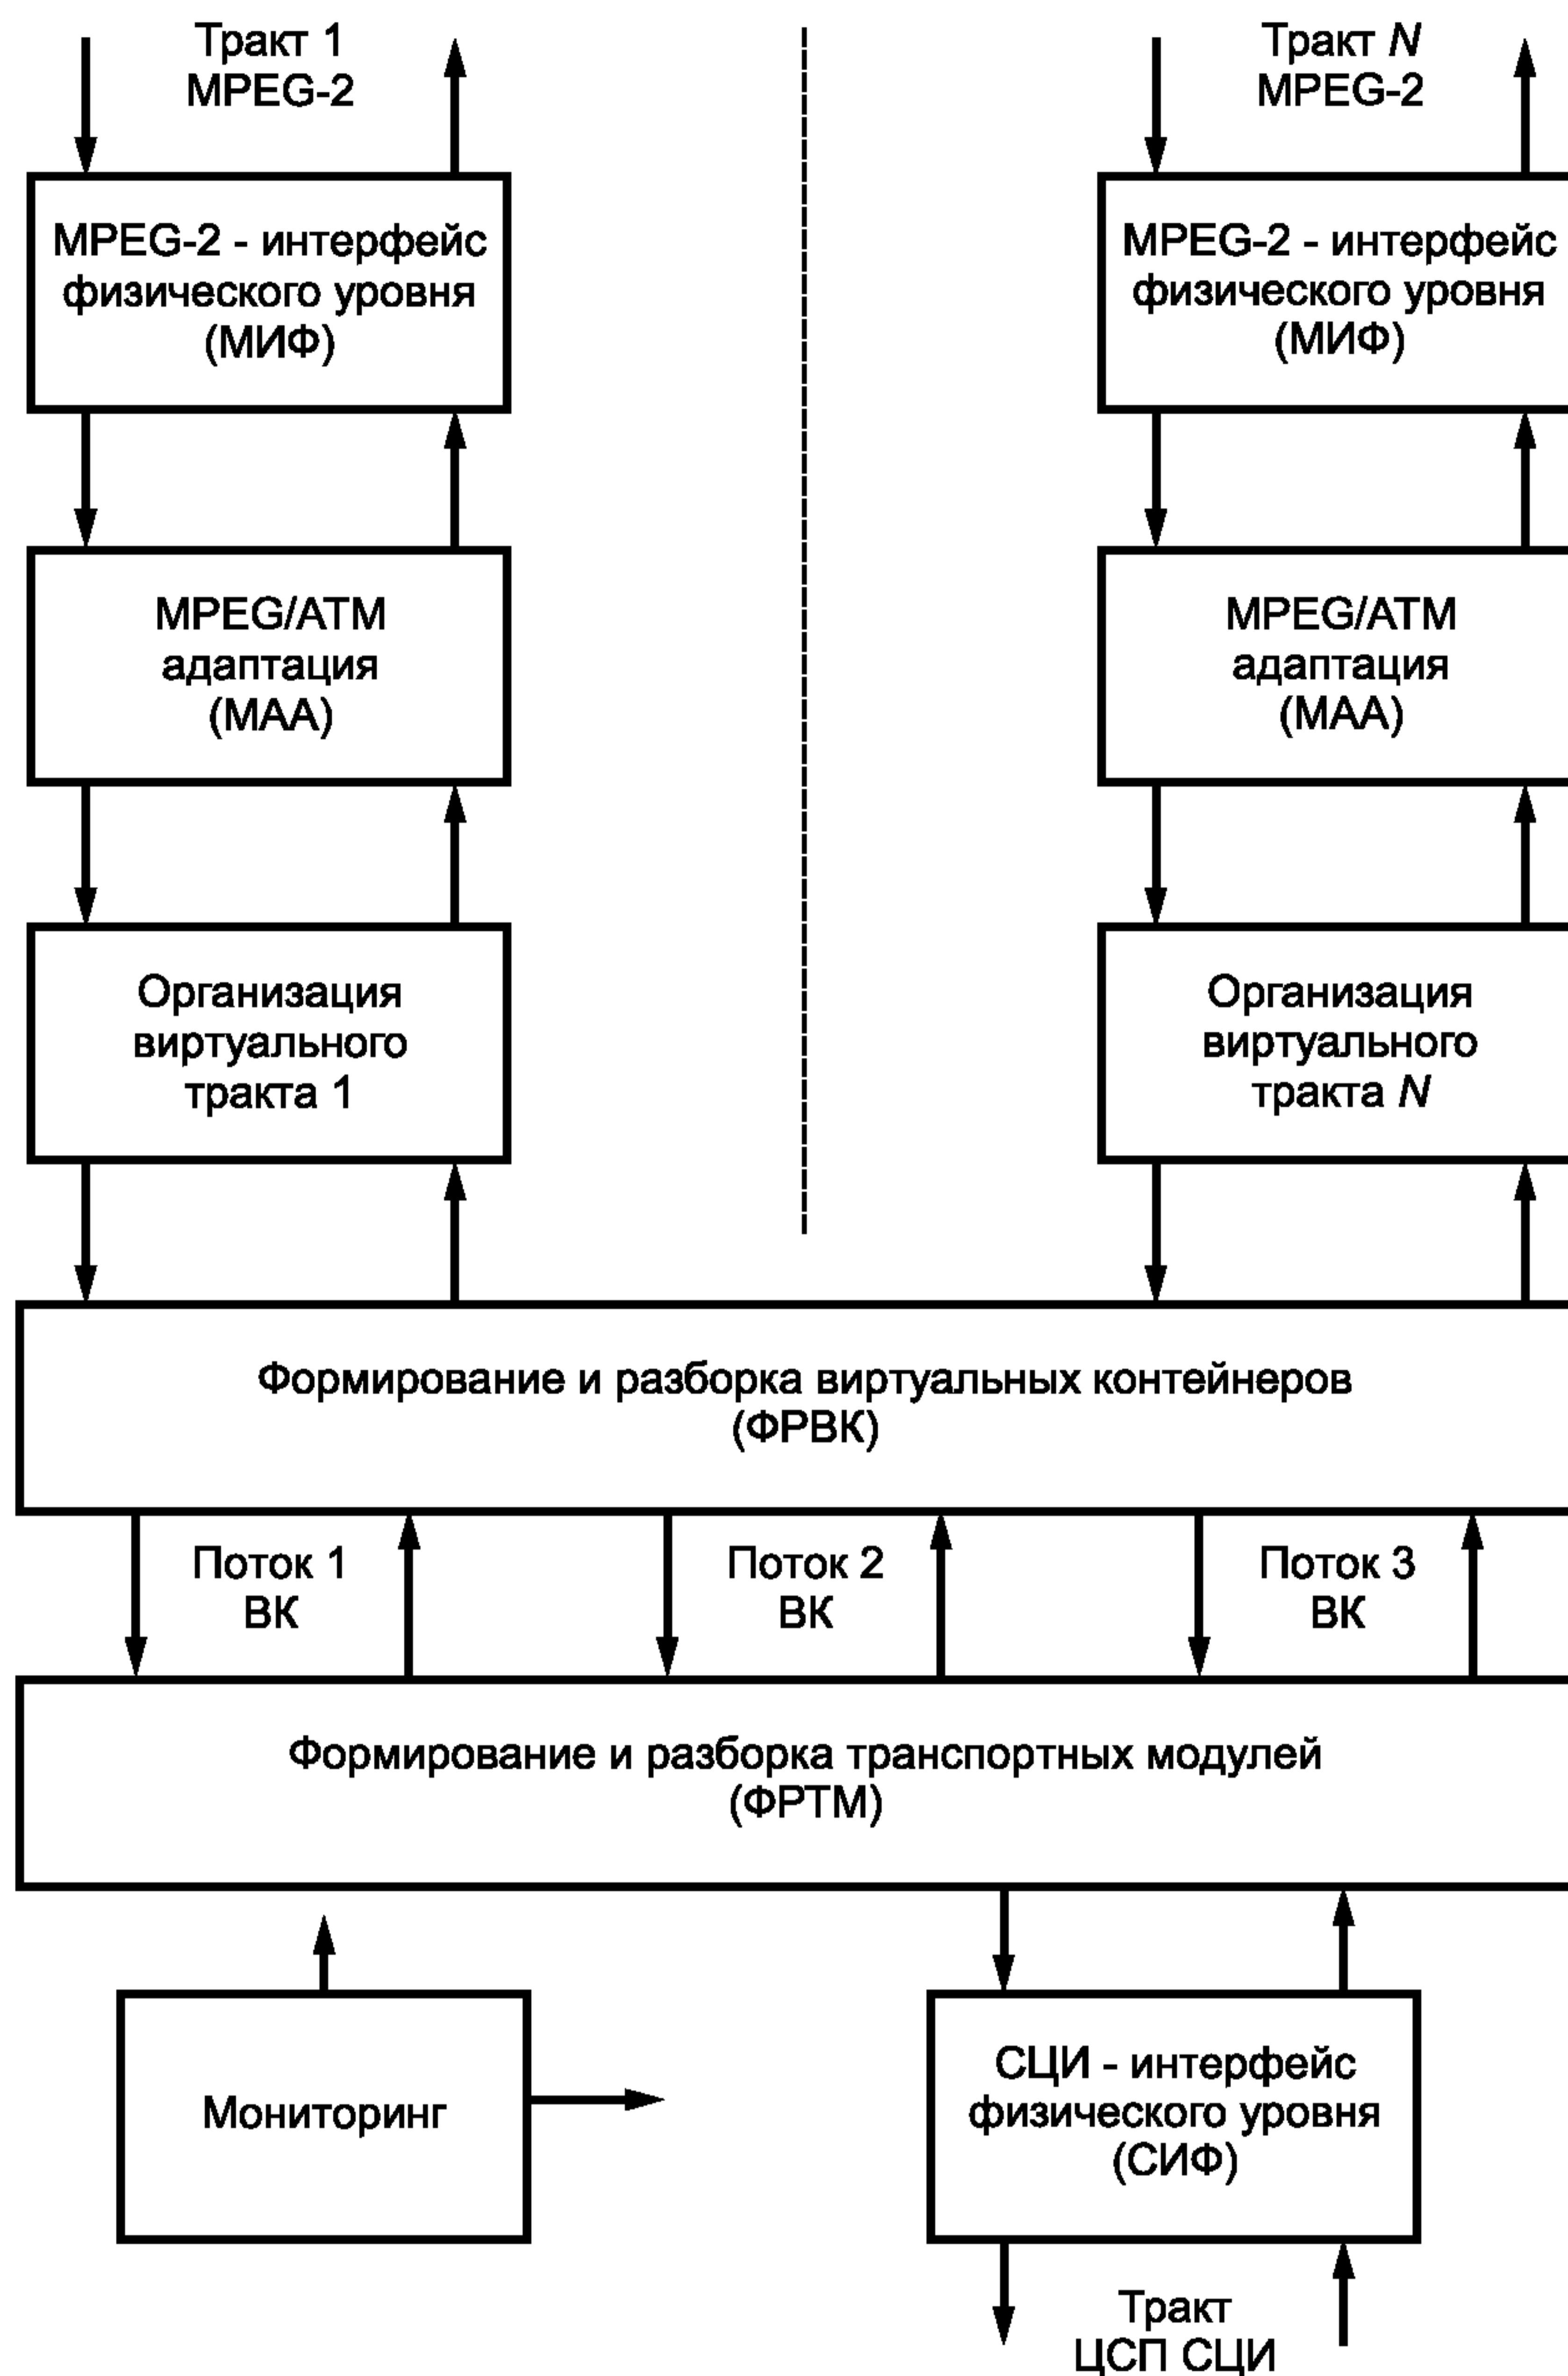 Тракт 1
MPEG-2
Тракт N
MPEG-2
MPEG-2 - интерфейс
физического уровня
(МИФ)
MPEG-2 - интерфейс
физического уровня
(МИФ)
MPEG/ATM
адаптация
(МАА)
MPEG/ATM
адаптация
(МАА)
Организация
виртуального
тракта 1
Организация
виртуального
тракта N
Формирование и разборка виртуальных контейнеров
(ФРВК)
Поток 1
ВК
Поток 2
ВК
Поток 3
ВК
Формирование и разборка транспортных модулей
(ФРТМ)
Мониторинг
СЦИ - интерфейс
физического уровня
(СИФ)
Тракт
ЦСП СЦИ